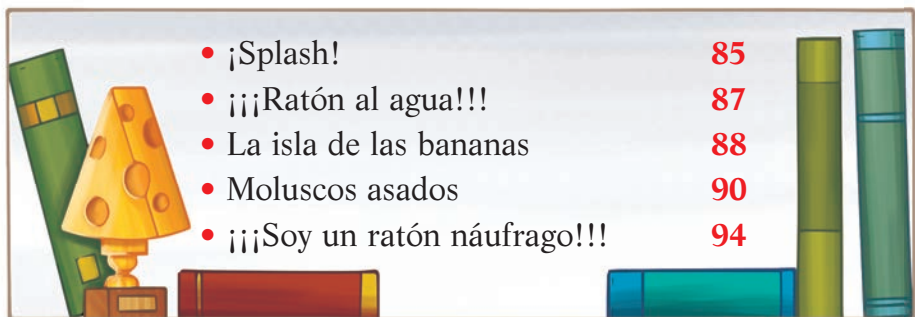 • ¡Splash! 85
• ¡¡¡Ratón al agua!!! 87
• La isla de las bananas 88
• Moluscos asados 90
• ¡¡¡Soy un ratón náufrago!!! 94